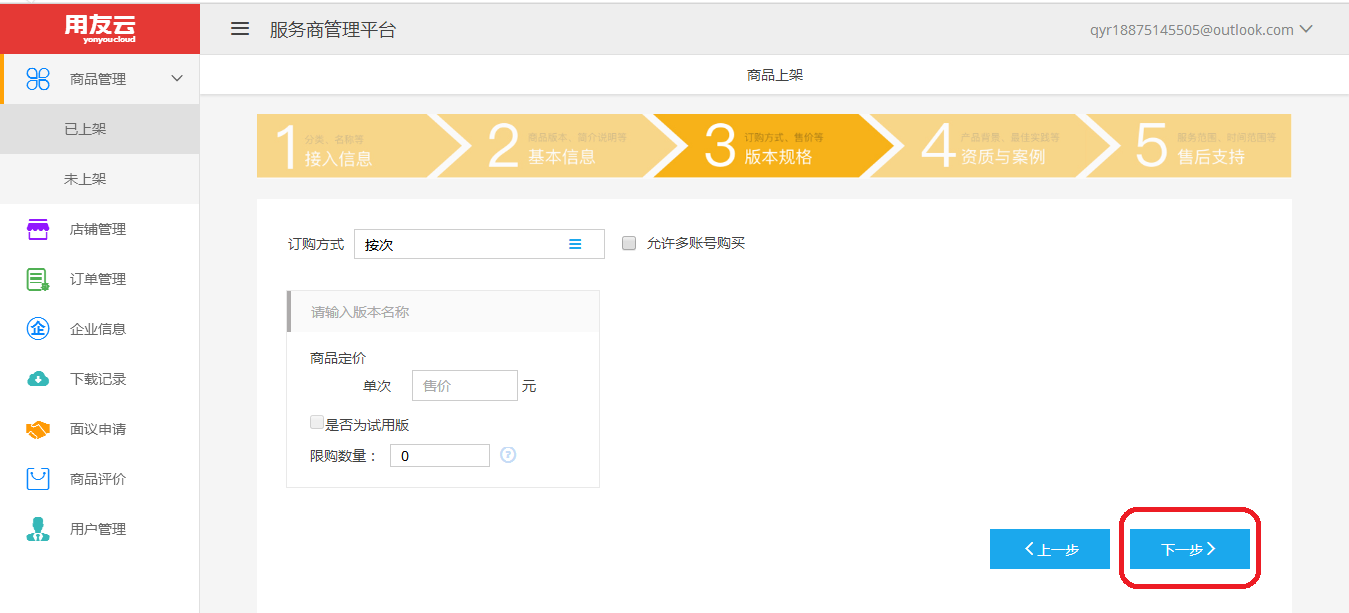 用友云
yonyoucloud
服务商管理平台
qyr18875145505@outlook.com
商品管理
已上架
未上架
店铺管理
订单管理
企业信息
下载记录
面议申请
商品评价
用户管理
商品上架
1
分类、名称等
接入信息
2
商品版本、简介说明等
基本信息
3
订购方式、售价等
版本规格
4
产品背景、最佳实践等
资质与案例
5
服务范围、时间范围等
售后支持
订购方式 按次 允许多账号购买
请输入版本名称
商品定价
单次 售价 元
是否为试用版
限购数量： 0 ?
上一步 下一步